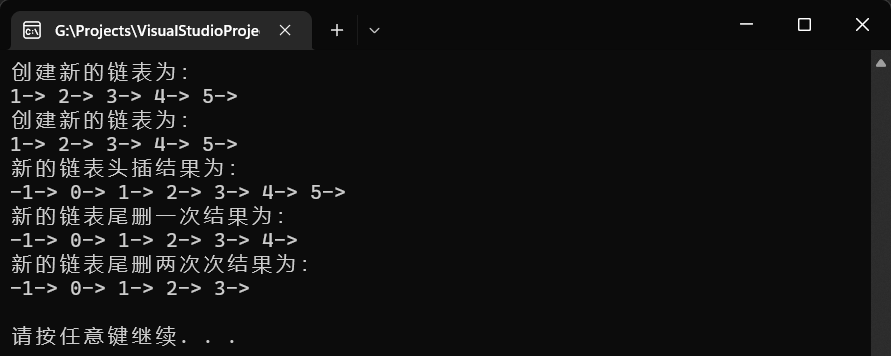 G:\Projects\VisualStudioProje
创建新的链表为:
1-> 2-> 3-> 4-> 5->
创建新的链表为:
1-> 2-> 3-> 4-> 5->
新的链表头插结果为:
-1-> 0-> 1-> 2-> 3-> 4-> 5->
新的链表尾删一次结果为:
-1-> 0-> 1-> 2-> 3-> 4->
新的链表尾删两次次结果为:
-1-> 0-> 1-> 2-> 3->
请按任意键继续. . .